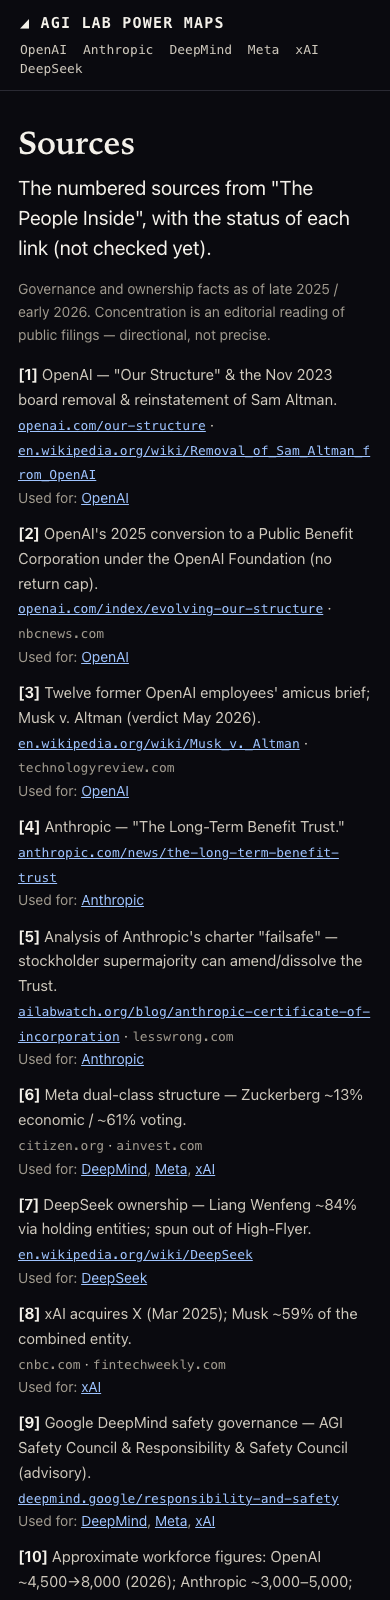 ◢ AGI LAB POWER MAPS
OpenAI Anthropic DeepMind Meta xAI
DeepSeek
Sources
The numbered sources from "The
People Inside", with the status of each
link (not checked yet).
Governance and ownership facts as of late 2025 /
early 2026. Concentration is an editorial reading of
public filings — directional, not precise.
[1] OpenAI — "Our Structure" & the Nov 2023
board removal & reinstatement of Sam Altman.
openai.com/our-structure ·
en.wikipedia.org/wiki/Removal_of_Sam_Altman_f
rom_OpenAI
Used for: OpenAI
[2] OpenAI's 2025 conversion to a Public Benefit
Corporation under the OpenAI Foundation (no
return cap).
openai.com/index/evolving-our-structure ·
nbcnews.com
Used for: OpenAI
[3] Twelve former OpenAI employees' amicus brief;
Musk v. Altman (verdict May 2026).
en.wikipedia.org/wiki/Musk_v._Altman ·
technologyreview.com
Used for: OpenAI
[4] Anthropic — "The Long-Term Benefit Trust."
anthropic.com/news/the-long-term-benefit-
trust
Used for: Anthropic
[5] Analysis of Anthropic's charter "failsafe" —
stockholder supermajority can amend/dissolve the
Trust.
ailabwatch.org/blog/anthropic-certificate-of-
incorporation · lesswrong.com
Used for: Anthropic
[6] Meta dual-class structure — Zuckerberg ~13%
economic / ~61% voting.
citizen.org · ainvest.com
Used for: DeepMind, Meta, xAI
[7] DeepSeek ownership — Liang Wenfeng ~84%
via holding entities; spun out of High-Flyer.
en.wikipedia.org/wiki/DeepSeek
Used for: DeepSeek
[8] xAI acquires X (Mar 2025); Musk ~59% of the
combined entity.
cnbc.com · fintechweekly.com
Used for: xAI
[9] Google DeepMind safety governance — AGI
Safety Council & Responsibility & Safety Council
(advisory).
deepmind.google/responsibility-and-safety
Used for: DeepMind, Meta, xAI
[10] Approximate workforce figures: OpenAI
~4,500→8,000 (2026); Anthropic ~3,000–5,000;